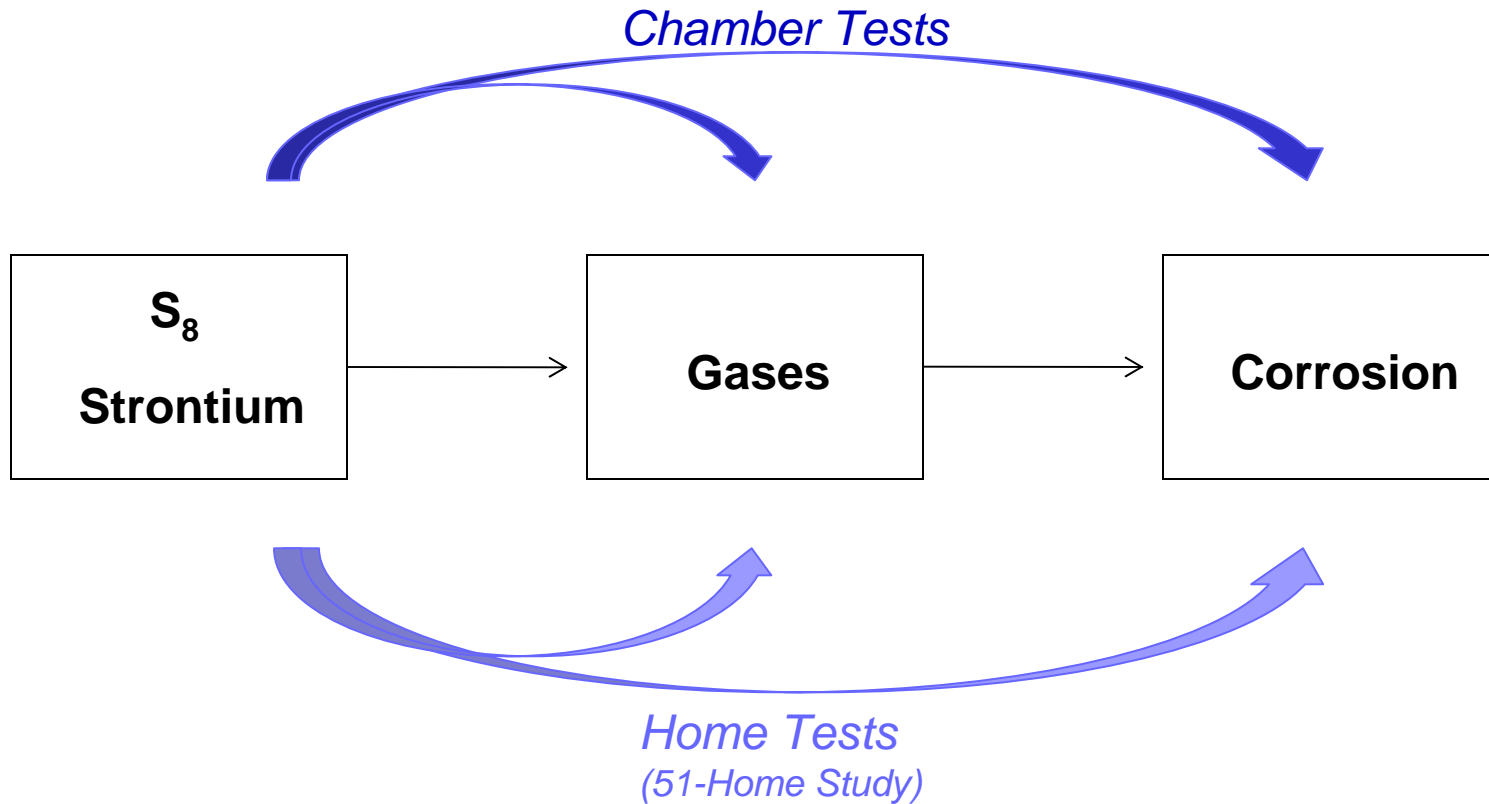 Chamber Tests
S₈
Strontium
Gases
Corrosion
Home Tests
(51-Home Study)